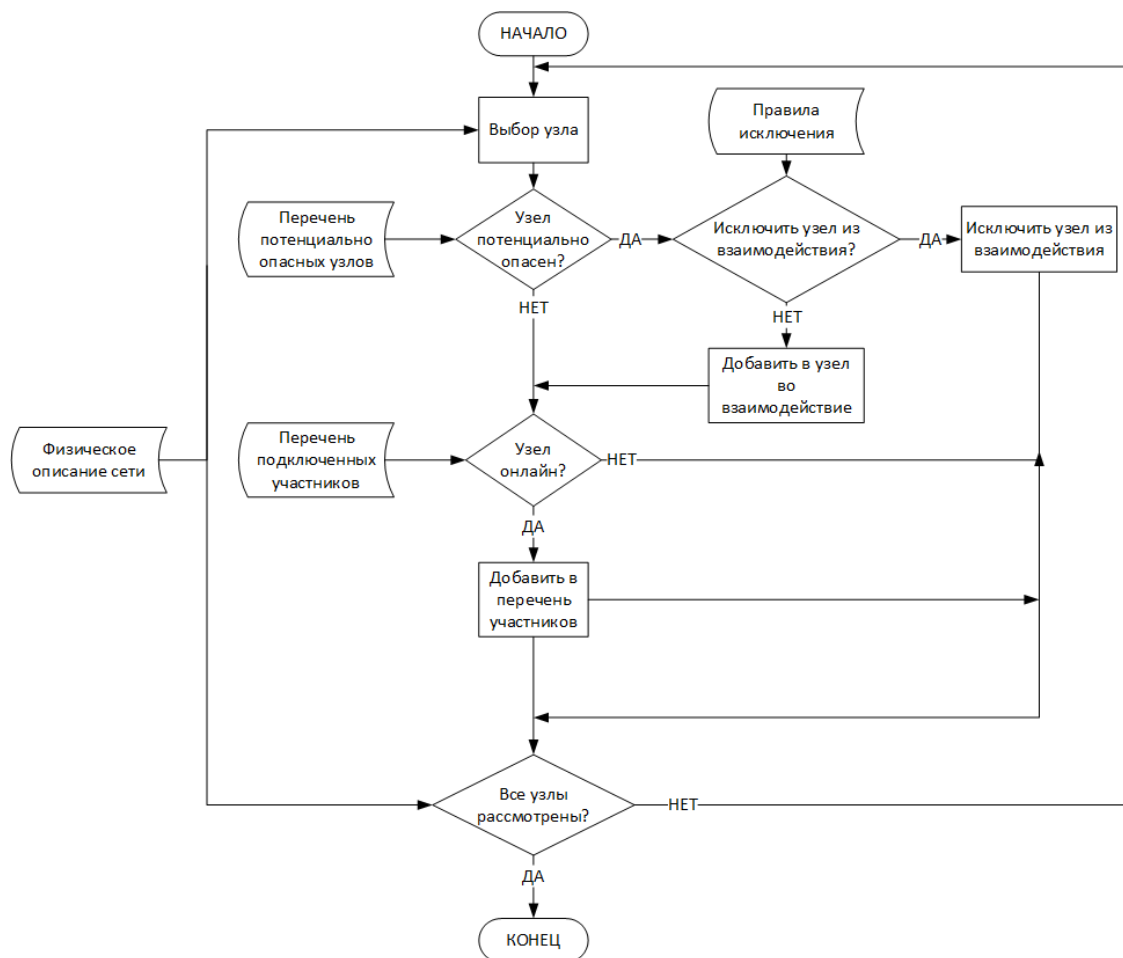 НАЧАЛО
Выбор узла
Правила
исключения
Перечень
потенциально
опасных узлов
Узел
потенциально
опасен?
ДА
Исключить узел из
взаимодействия?
ДА
Исключить узел из
взаимодействия
НЕТ
НЕТ
Добавить в узел
во
взаимодействие
Физическое
описание сети
Перечень
подключенных
участников
Узел
онлайн?
НЕТ
ДА
Добавить в
перечень
участников
Все узлы
рассмотрены?
НЕТ
ДА
КОНЕЦ